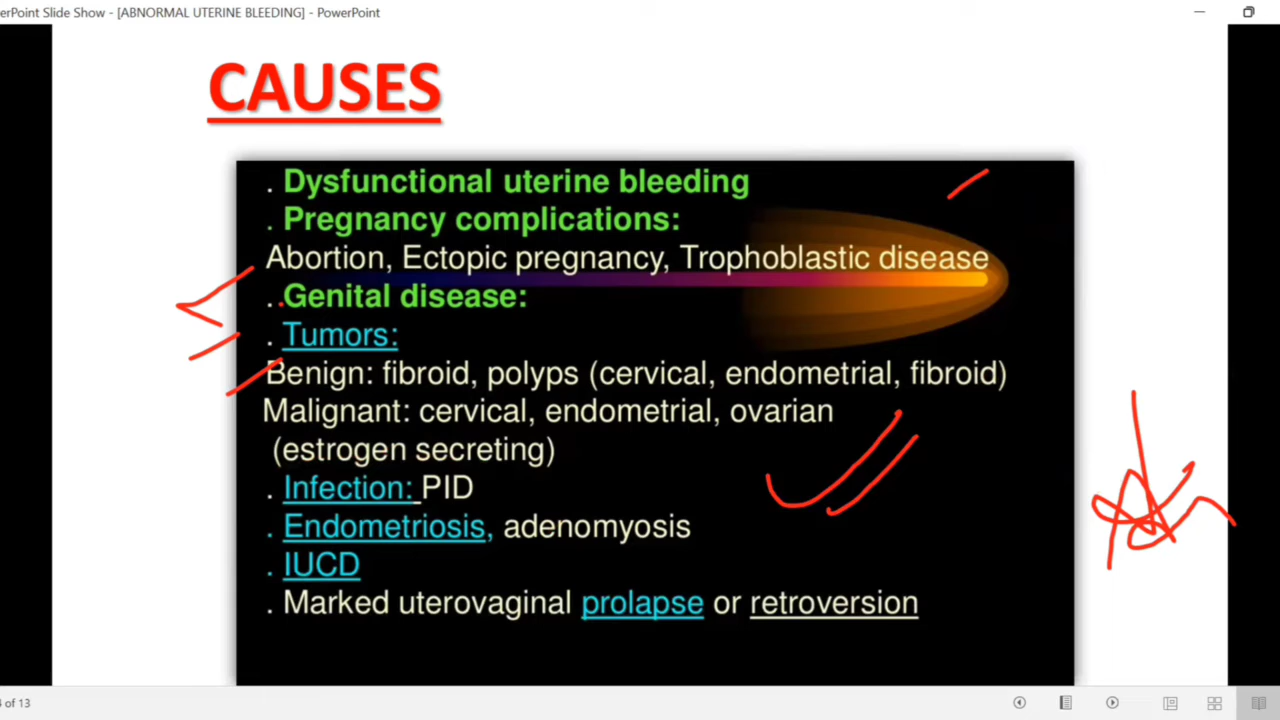 erPoint Slide Show - [ABNORMAL UTERINE BLEEDING] - PowerPoint
CAUSES
. Dysfunctional uterine bleeding
. Pregnancy complications:
Abortion, Ectopic pregnancy, Trophoblastic disease
. .Genital disease:
. Tumors:
Benign: fibroid, polyps (cervical, endometrial, fibroid)
Malignant: cervical, endometrial, ovarian
(estrogen secreting)
. Infection: PID
. Endometriosis, adenomyosis
. IUCD
. Marked uterovaginal prolapse or retroversion
of 13